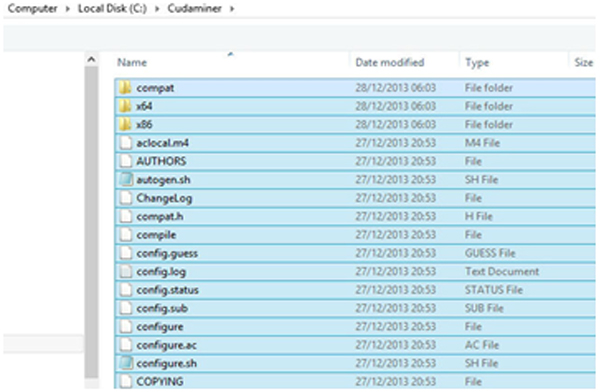 Computer ▸ Local Disk (C:) ▸ Cudaminer ▸
Name Date modified Type Size
compat 28/12/2013 06:03 File folder
x64 28/12/2013 06:03 File folder
x86 28/12/2013 06:03 File folder
aclocal.m4 27/12/2013 20:53 M4 File
AUTHORS 27/12/2013 20:53 File
autogen.sh 27/12/2013 20:53 SH File
ChangeLog 27/12/2013 20:53 File
compat.h 27/12/2013 20:53 H File
compile 27/12/2013 20:53 File
config.guess 27/12/2013 20:53 GUESS File
config.log 27/12/2013 20:53 Text Document
config.status 27/12/2013 20:53 STATUS File
config.sub 27/12/2013 20:53 SUB File
configure 27/12/2013 20:53 File
configure.ac 27/12/2013 20:53 AC File
configure.sh 27/12/2013 20:53 SH File
COPYING 27/12/2013 20:53 File